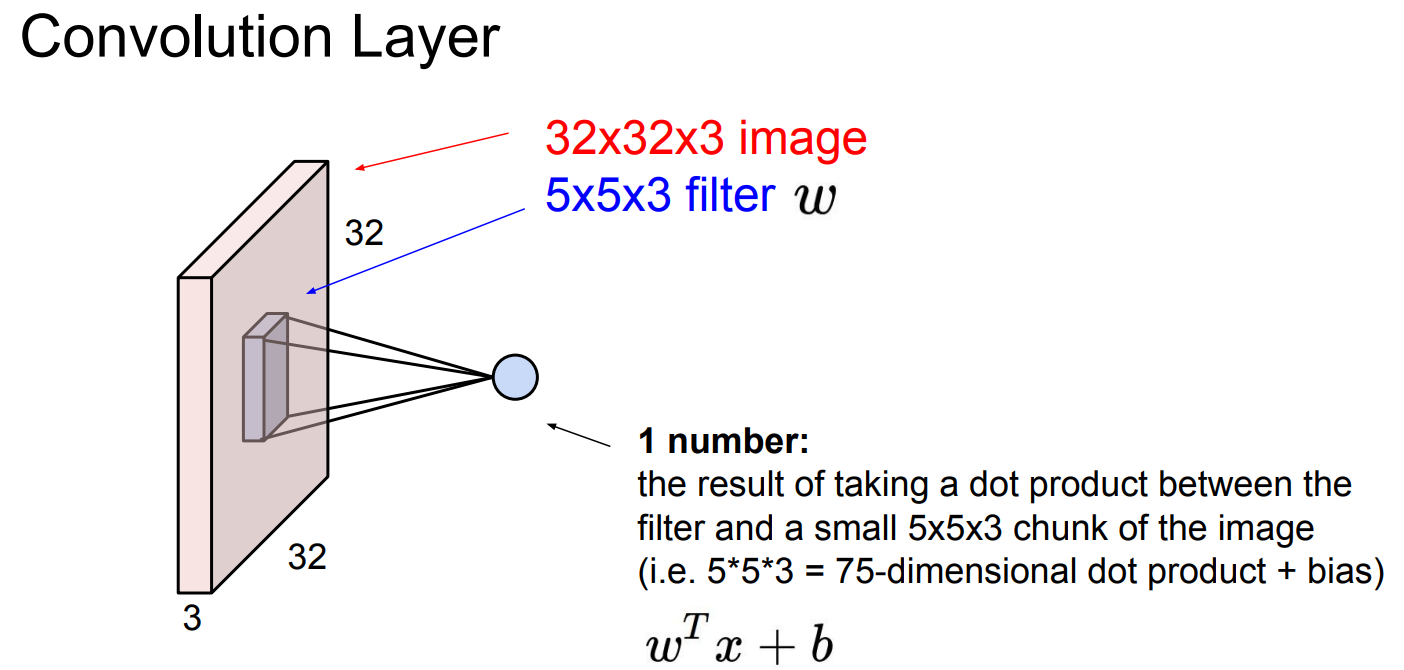 Convolution Layer
32x32x3 image
5x5x3 filter w
32
32
3
1 number:
the result of taking a dot product between the
filter and a small 5x5x3 chunk of the image
(i.e. 5*5*3 = 75-dimensional dot product + bias)
w^T x + b